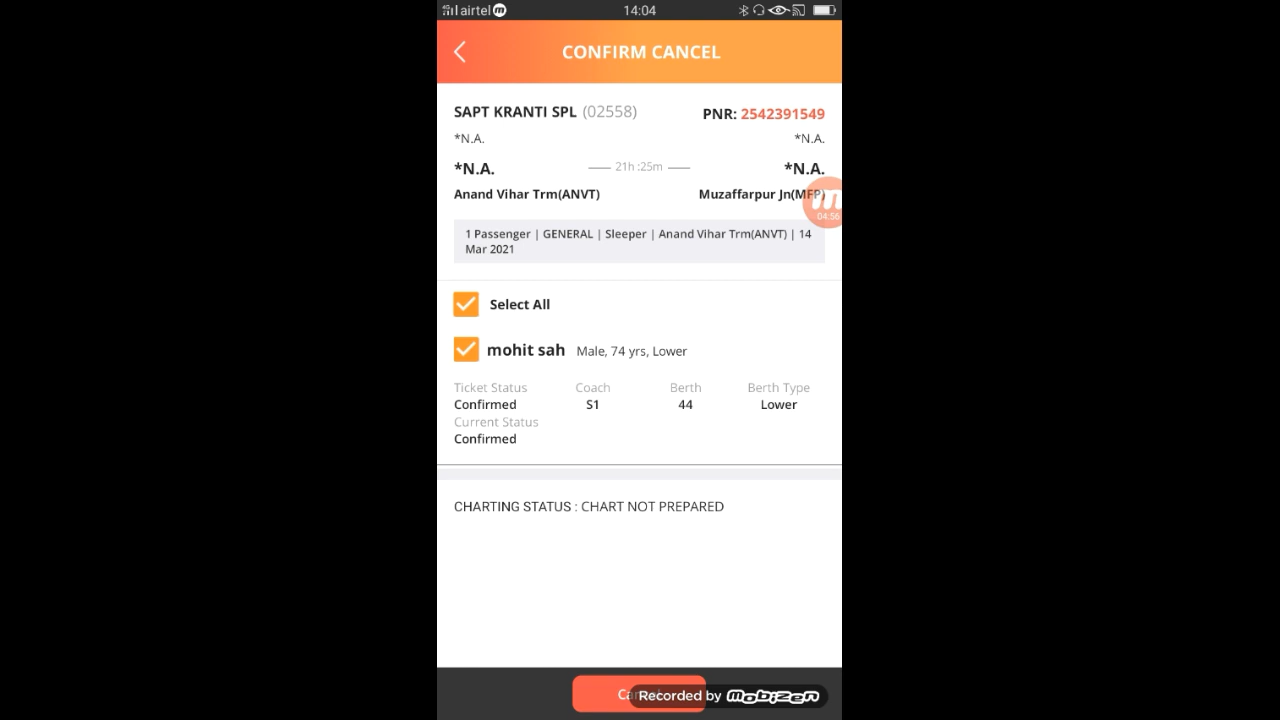 airtel m 14:04
CONFIRM CANCEL
SAPT KRANTI SPL (02558) PNR: 2542391549
*N.A. *N.A.
*N.A. 21h :25m *N.A.
Anand Vihar Trm(ANVT) Muzaffarpur Jn(MFP)
m
04:56
1 Passenger | GENERAL | Sleeper | Anand Vihar Trm(ANVT) | 14
Mar 2021
Select All
mohit sah Male, 74 yrs, Lower
Ticket Status Coach Berth Berth Type
Confirmed S1 44 Lower
Current Status
Confirmed
CHARTING STATUS : CHART NOT PREPARED
Recorded by mobizen